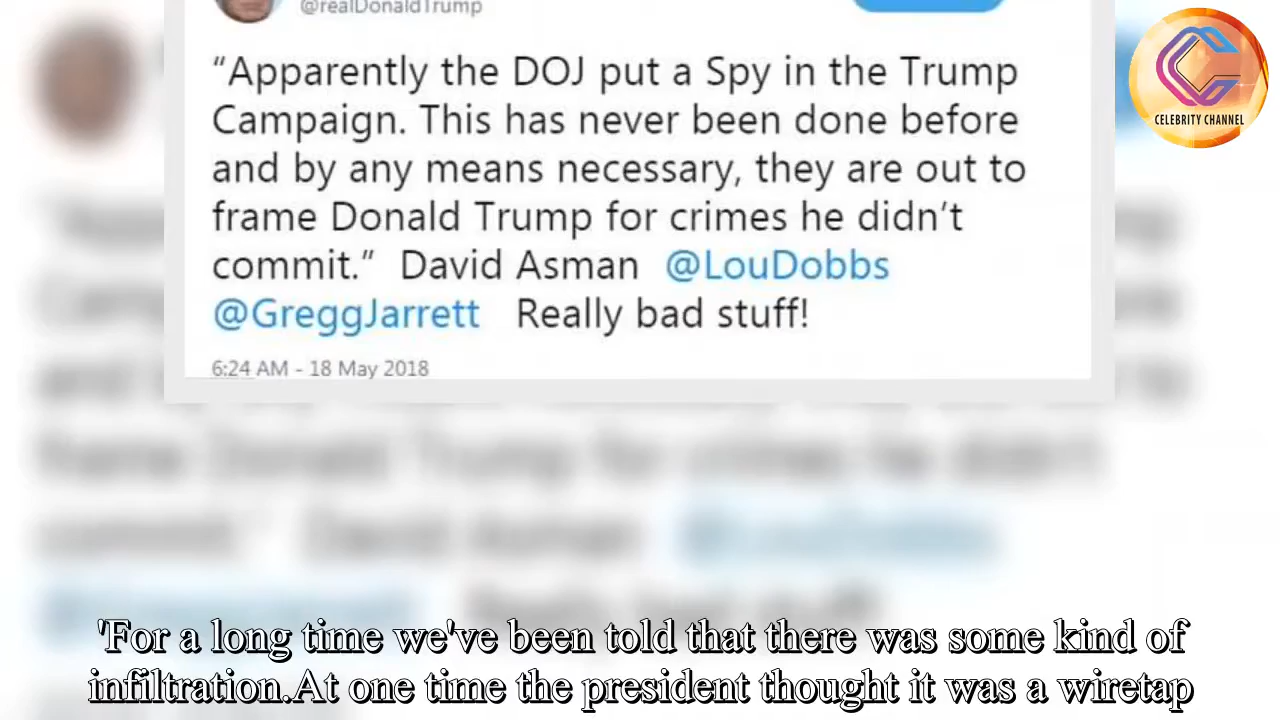 @realDonaldTrump
“Apparently the DOJ put a Spy in the Trump
Campaign. This has never been done before
and by any means necessary, they are out to
frame Donald Trump for crimes he didn’t
commit.” David Asman @LouDobbs
@GreggJarrett Really bad stuff!
6:24 AM - 18 May 2018
CELEBRITY CHANNEL
'For a long time we've been told that there was some kind of
infiltration.At one time the president thought it was a wiretap